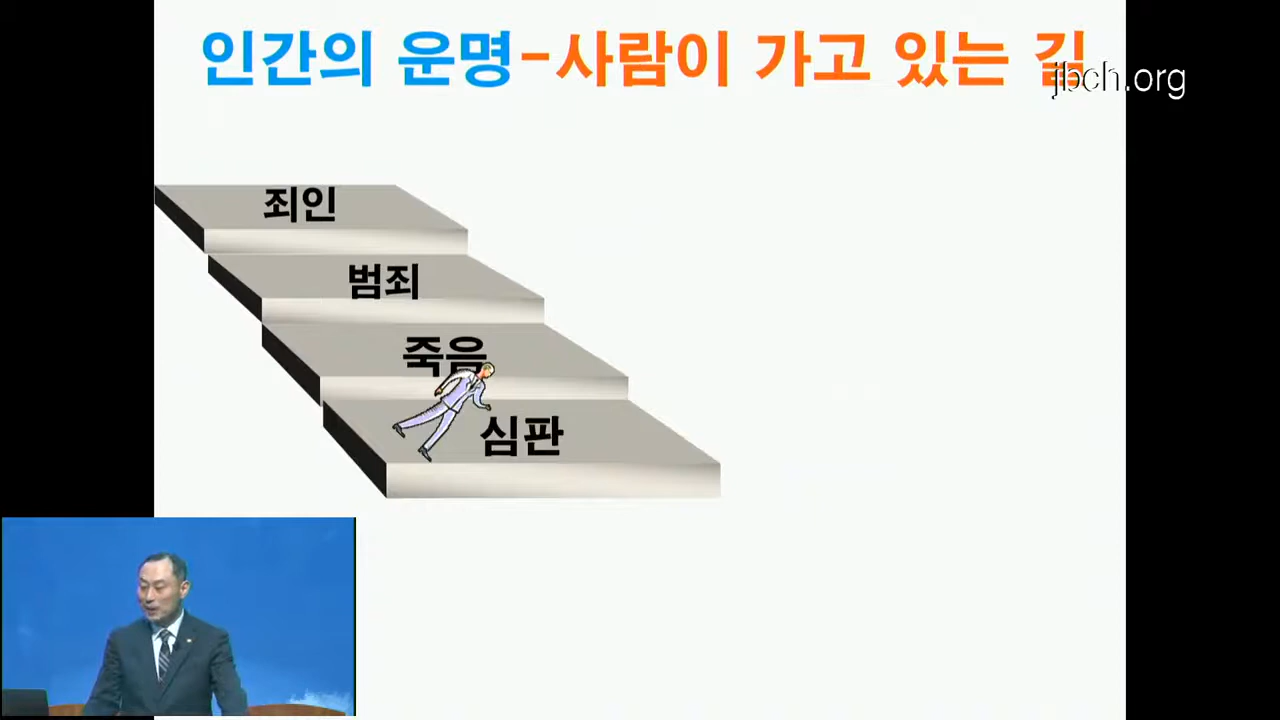 인간의 운명-사람이 가고 있는 길
jbch.org
죄인
범죄
죽음
심판